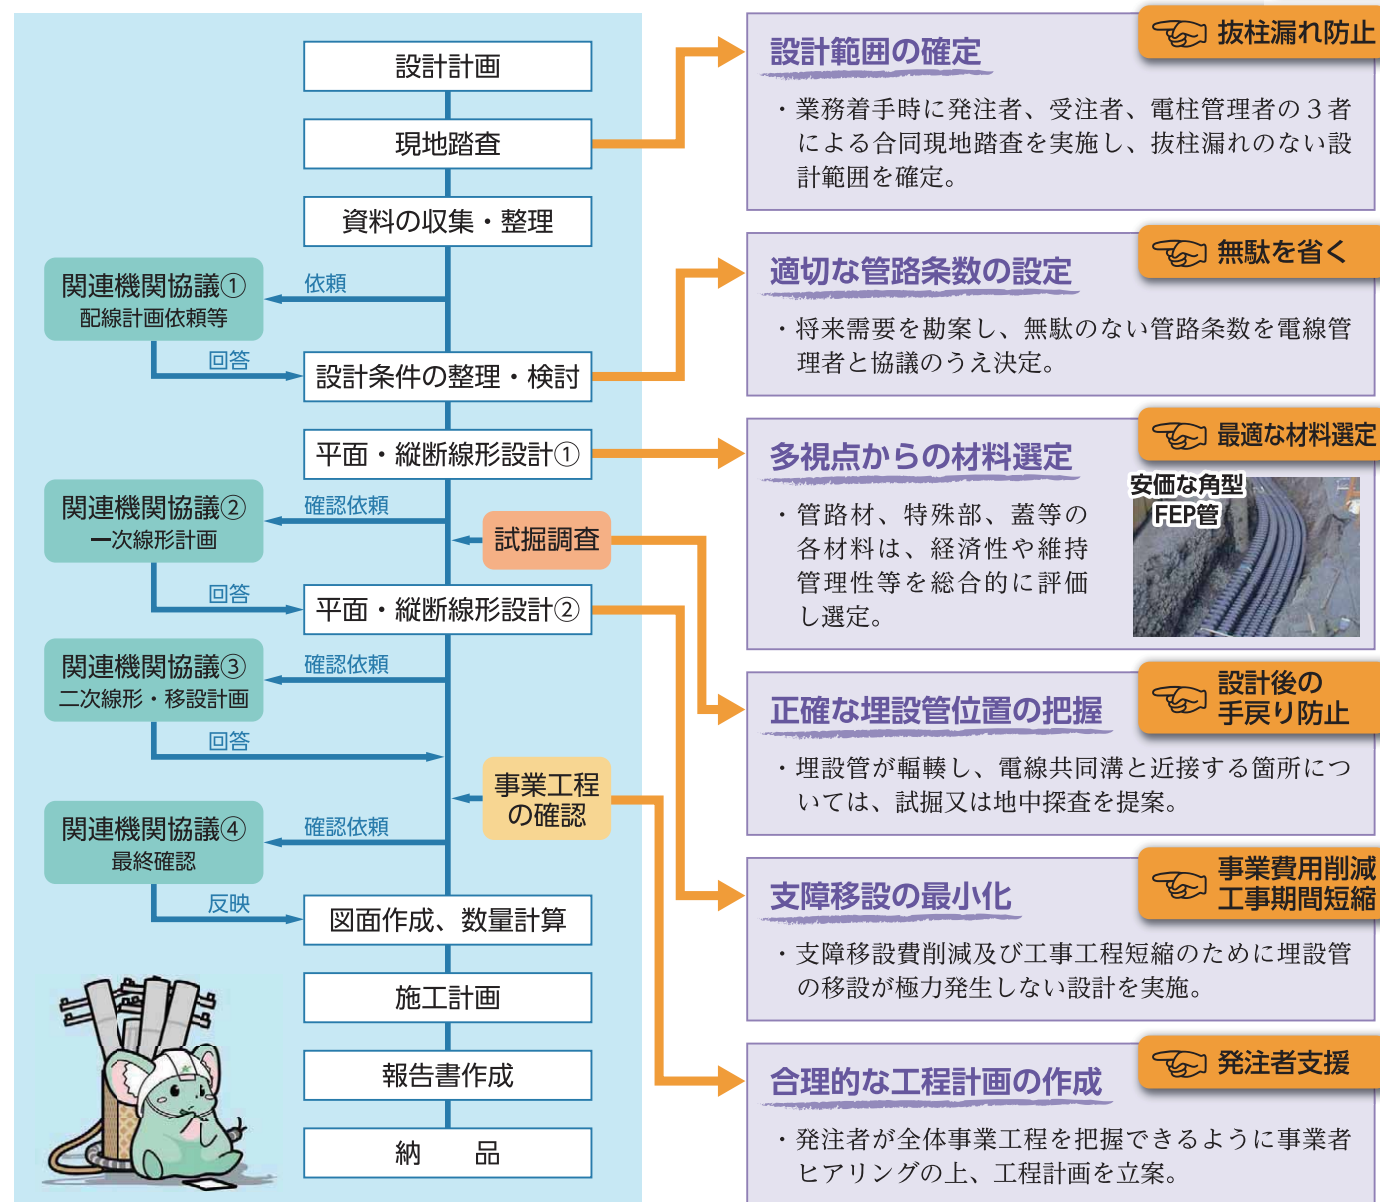 設計計画
現地踏査
資料の収集・整理
関連機関協議①
配線計画依頼等
依頼
回答
設計条件の整理・検討
平面・縦断線形設計①
関連機関協議②
一次線形計画
確認依頼
試掘調査
回答
平面・縦断線形設計②
関連機関協議③
二次線形・移設計画
確認依頼
回答
事業工程
の確認
関連機関協議④
最終確認
確認依頼
反映
図面作成、数量計算
施工計画
報告書作成
納　　品
設計範囲の確定
抜柱漏れ防止
・業務着手時に発注者、受注者、電柱管理者の３者
による合同現地踏査を実施し、抜柱漏れのない設
計範囲を確定。
適切な管路条数の設定
無駄を省く
・将来需要を勘案し、無駄のない管路条数を電線管
理者と協議のうえ決定。
多視点からの材料選定
最適な材料選定
・管路材、特殊部、蓋等の
各材料は、経済性や維持
管理性等を総合的に評価
し選定。
安価な角型
FEP管
正確な埋設管位置の把握
設計後の
手戻り防止
・埋設管が輻輳し、電線共同溝と近接する箇所につ
いては、試掘又は地中探査を提案。
支障移設の最小化
事業費用削減
工事期間短縮
・支障移設費削減及び工事工程短縮のために埋設管
の移設が極力発生しない設計を実施。
合理的な工程計画の作成
発注者支援
・発注者が全体事業工程を把握できるように事業者
ヒアリングの上、工程計画を立案。